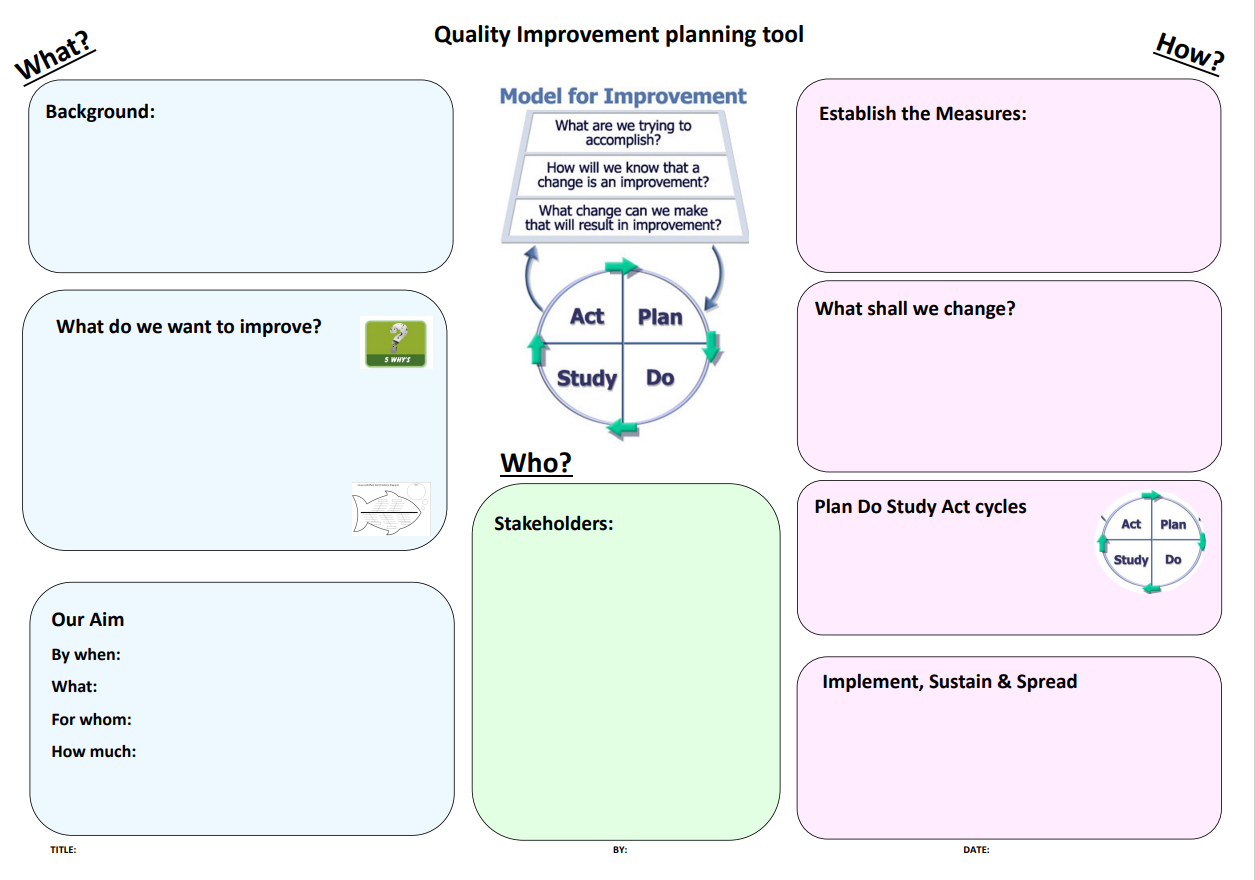 Quality Improvement planning tool
What?
Background:
What do we want to improve?
5 WHY'S
Our Aim
By when:
What:
For whom:
How much:
Model for Improvement
What are we trying to
accomplish?
How will we know that a
change is an improvement?
What change can we make
that will result in improvement?
Act Plan
Study Do
Who?
Stakeholders:
How?
Establish the Measures:
What shall we change?
Plan Do Study Act cycles
Act Plan
Study Do
Implement, Sustain & Spread
TITLE:
BY:
DATE: